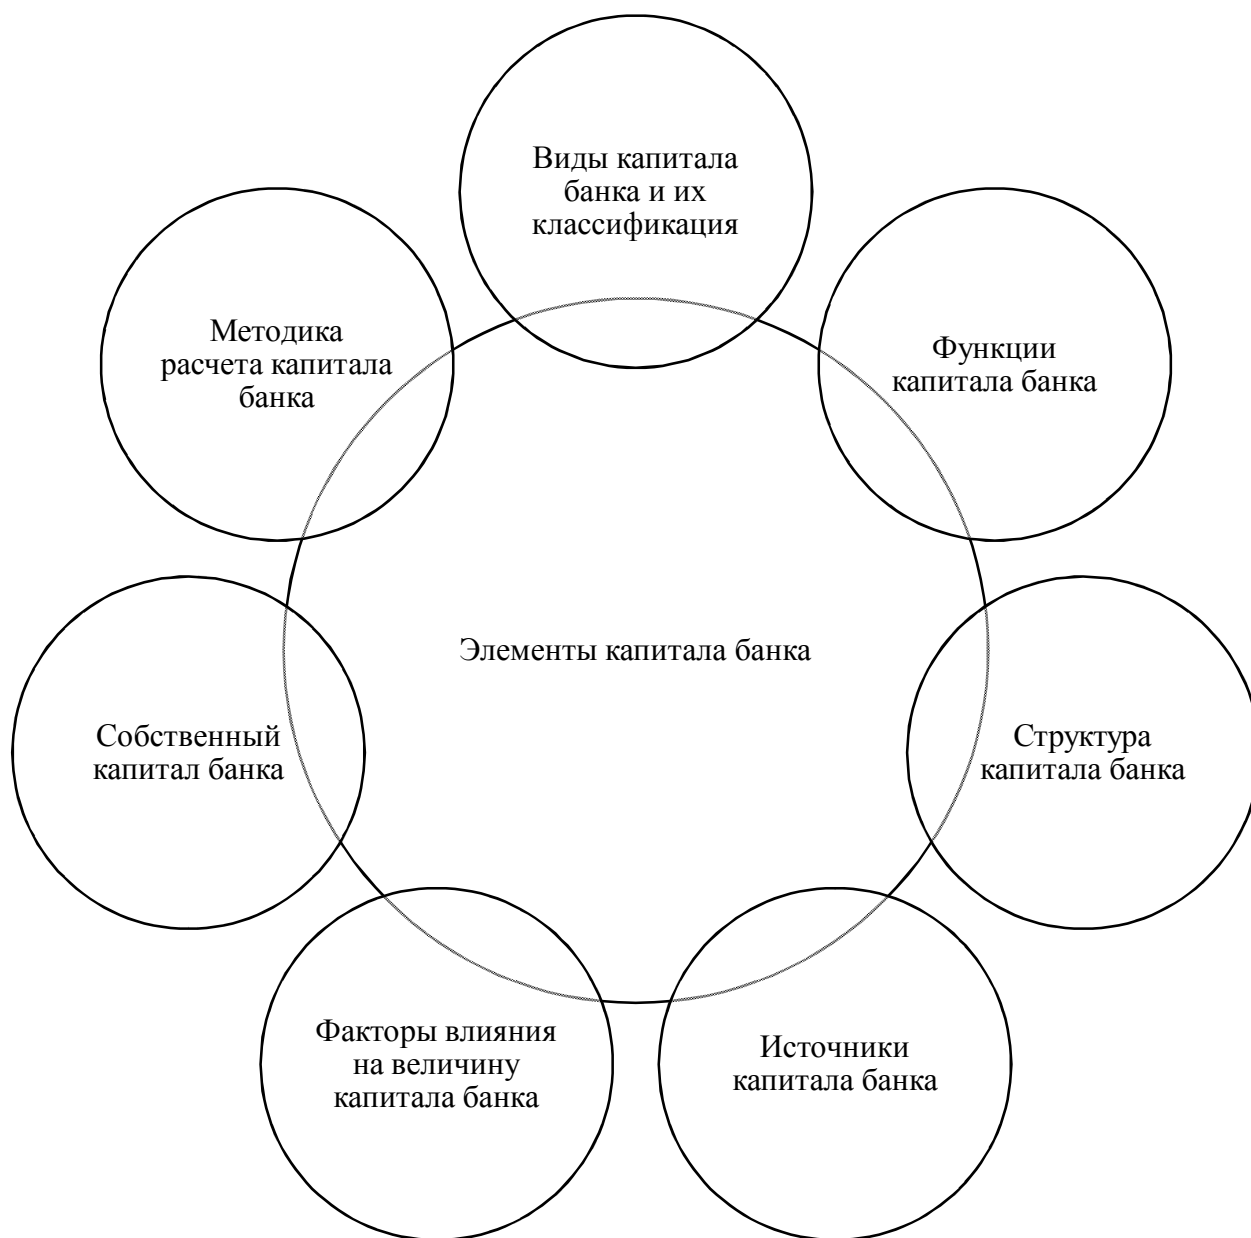 Виды капитала
банка и их
классификация
Методика
расчета капитала
банка
Функции
капитала банка
Элементы капитала банка
Собственный
капитал банка
Структура
капитала банка
Факторы влияния
на величину
капитала банка
Источники
капитала банка